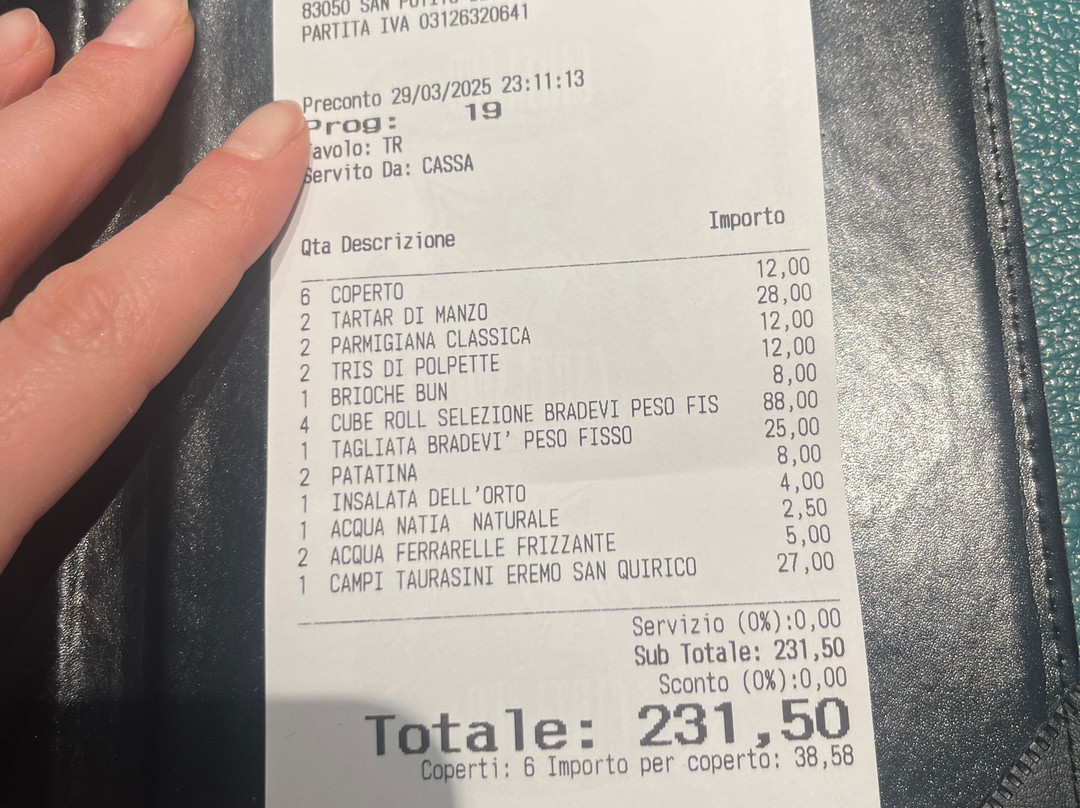 83050 SAN
PARTITA IVA 03126320641
Preconto 29/03/2025 23:11:13
Prog: 19
Tavolo: TR
Servito Da: CASSA
Qta Descrizione Importo
6 COPERTO 12,00
2 TARTAR DI MANZO 28,00
2 PARMIGIANA CLASSICA 12,00
2 TRIS DI POLPETTE 12,00
1 BRIOCHE BUN 8,00
4 CUBE ROLL SELEZIONE BRADEVI PESO FIS 88,00
1 TAGLIATA BRADEVI' PESO FISSO 25,00
2 PATATINA 8,00
1 INSALATA DELL'ORTO 4,00
1 ACQUA NATIA NATURALE 2,50
2 ACQUA FERRARELLE FRIZZANTE 5,00
1 CAMPI TAURASINI EREMO SAN QUIRICO 27,00
Servizio (0%):0,00
Sub Totale: 231,50
Sconto (0%):0,00
Totale: 231,50
Coperti: 6 Importo per coperto: 38,58